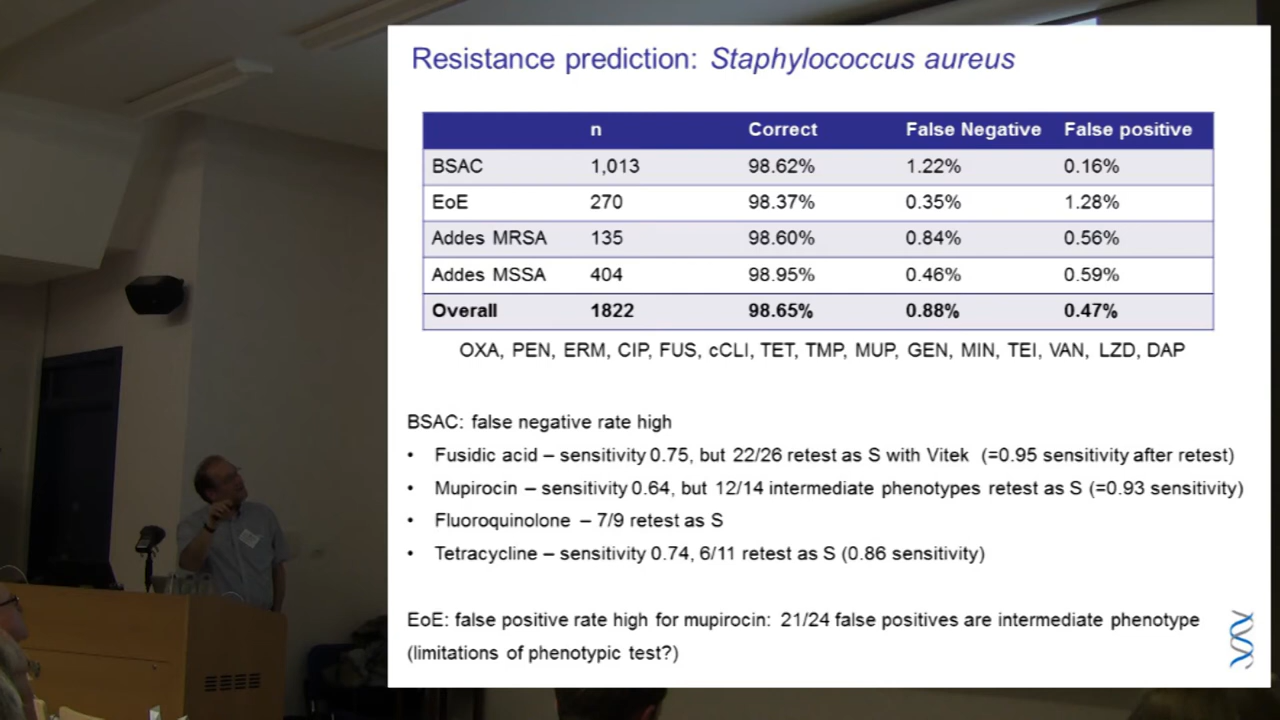 Resistance prediction: Staphylococcus aureus
n Correct False Negative False positive
BSAC 1,013 98.62% 1.22% 0.16%
EoE 270 98.37% 0.35% 1.28%
Addes MRSA 135 98.60% 0.84% 0.56%
Addes MSSA 404 98.95% 0.46% 0.59%
Overall 1822 98.65% 0.88% 0.47%
OXA, PEN, ERM, CIP, FUS, cCLI, TET, TMP, MUP, GEN, MIN, TEI, VAN, LZD, DAP
BSAC: false negative rate high
• Fusidic acid – sensitivity 0.75, but 22/26 retest as S with Vitek (=0.95 sensitivity after retest)
• Mupirocin – sensitivity 0.64, but 12/14 intermediate phenotypes retest as S (=0.93 sensitivity)
• Fluoroquinolone – 7/9 retest as S
• Tetracycline – sensitivity 0.74, 6/11 retest as S (0.86 sensitivity)
EoE: false positive rate high for mupirocin: 21/24 false positives are intermediate phenotype
(limitations of phenotypic test?)